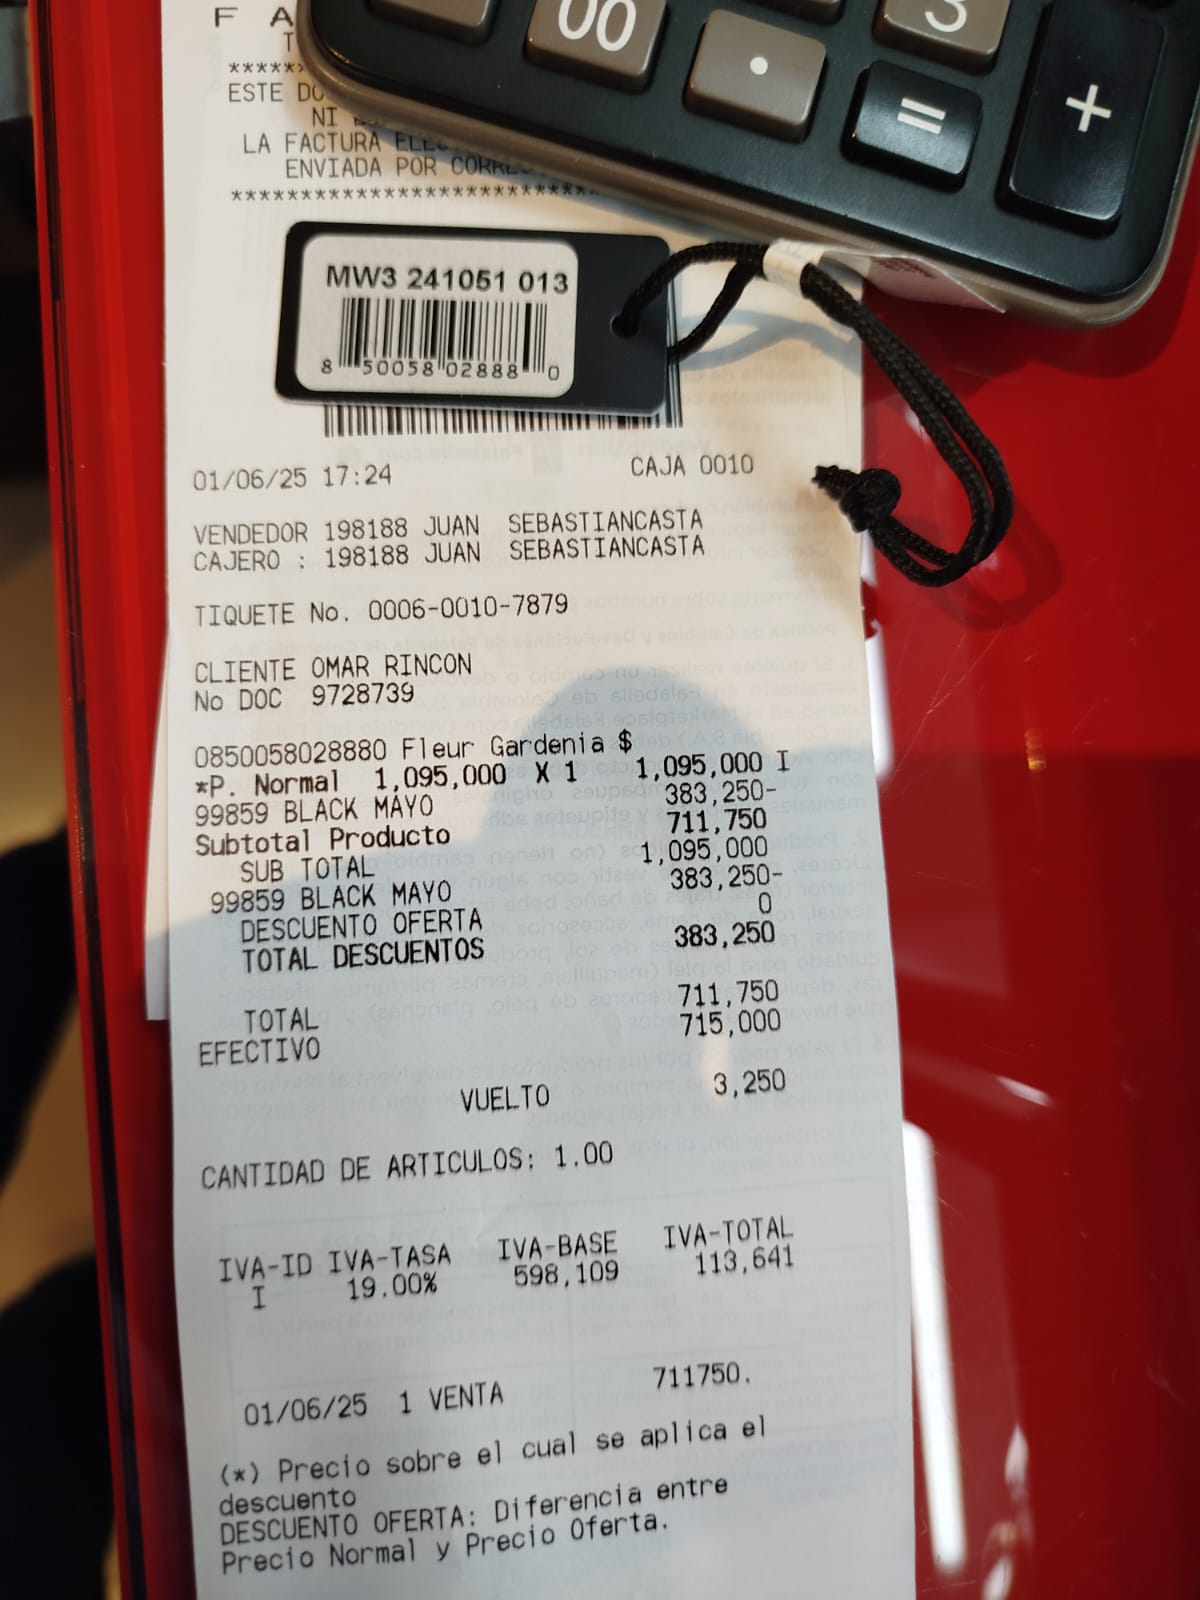 00
3
.
=
+
F A
T
*****
ESTE DO
NI
LA FACTURA ELEC
ENVIADA POR CORREO
**************************
MW3 241051 013
8 50058 02888 0
01/06/25 17:24 CAJA 0010
VENDEDOR 198188 JUAN SEBASTIANCASTA
CAJERO : 198188 JUAN SEBASTIANCASTA
TIQUETE No. 0006-0010-7879
CLIENTE OMAR RINCON
No DOC 9728739
0850058028880 Fleur Gardenia $
*P. Normal 1,095,000 X 1 1,095,000 I
99859 BLACK MAYO 383,250-
Subtotal Producto 711,750
SUB TOTAL 1,095,000
99859 BLACK MAYO 383,250-
DESCUENTO OFERTA 0
TOTAL DESCUENTOS 383,250
TOTAL 711,750
EFECTIVO 715,000
VUELTO 3,250
CANTIDAD DE ARTICULOS: 1.00
IVA-ID IVA-TASA IVA-BASE IVA-TOTAL
I 19.00% 598,109 113,641
01/06/25 1 VENTA 711750.
(*) Precio sobre el cual se aplica el
descuento
DESCUENTO OFERTA: Diferencia entre
Precio Normal y Precio Oferta.